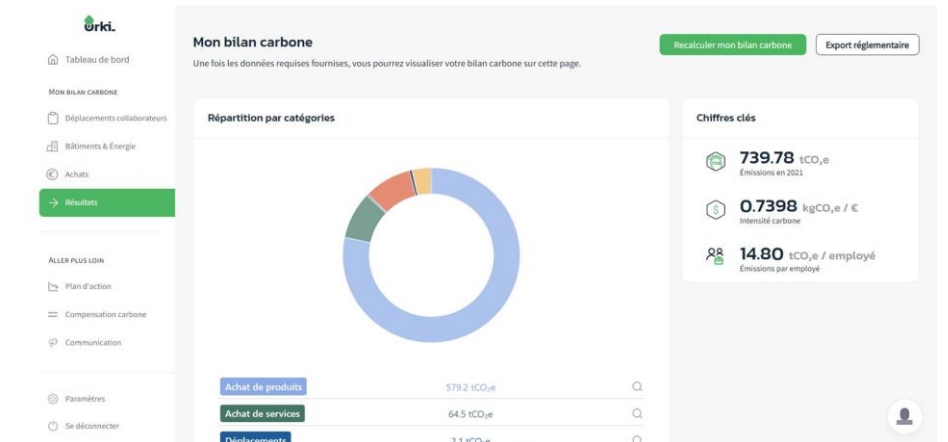 Ürki.
Tableau de bord
MON BILAN CARBONE
Déplacements collaborateurs
Bâtiments & Énergie
Achats
Résultats
ALLER PLUS LOIN
Plan d'action
Compensation carbone
Communication
Paramètres
Se déconnecter
Mon bilan carbone
Une fois les données requises fournies, vous pourrez visualiser votre bilan carbone sur cette page.
Recalculer mon bilan carbone
Export réglementaire
Répartition par catégories
Achat de produits 579.2 tCO₂e
Achat de services 64.5 tCO₂e
Déplacements 2.1 tCO₂e
Chiffres clés
739.78 tCO₂e
Émissions en 2021
0.7398 kgCO₂e / €
Intensité carbone
14.80 tCO₂e / employé
Émissions par employé